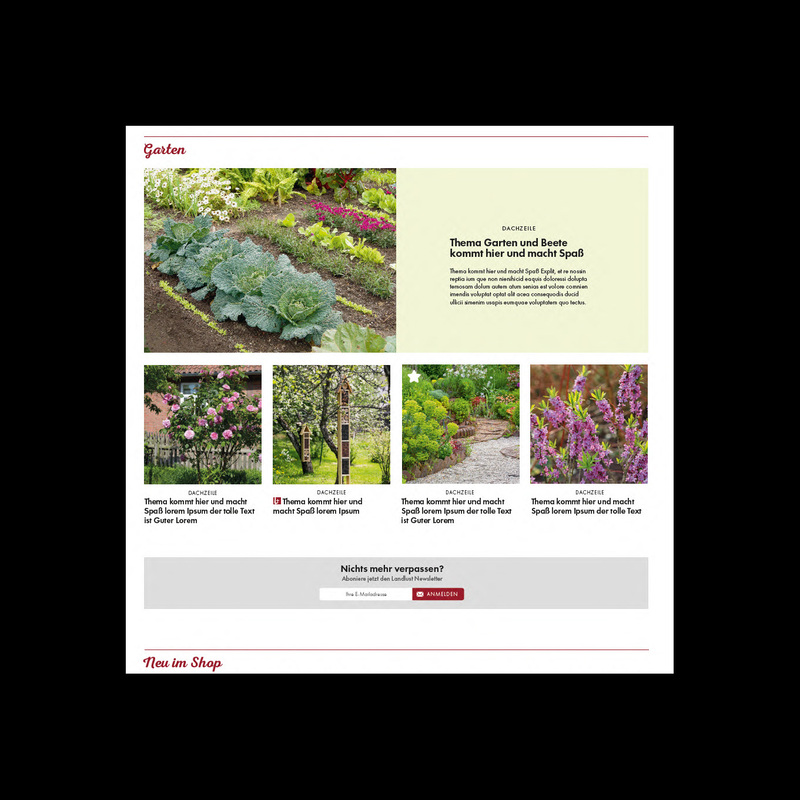 Garten
DACHZEILE
Thema Garten und Beete
kommt hier und macht Spaß
Thema kommt hier und macht Spaß Explit, et re nossin
reptia ium que non nienihicid eaquis doloressi dolupta
temosam dolum autem atum senias est volore comnien
imendis voluptat optat alit acea consequodis ducid
ullicii simenim usapis eumquae voluptatem quo tectus.
DACHZEILE
Thema kommt hier und macht
Spaß lorem Ipsum der tolle Text
ist Guter Lorem
DACHZEILE
Thema kommt hier und
macht Spaß lorem Ipsum
DACHZEILE
Thema kommt hier und macht
Spaß lorem Ipsum der tolle Text
ist Guter Lorem
DACHZEILE
Thema kommt hier und macht
Spaß lorem Ipsum der tolle Text
Nichts mehr verpassen?
Aboniere jetzt den Landlust Newsletter
Ihre E-Mailadresse
ANMELDEN
Neu im Shop